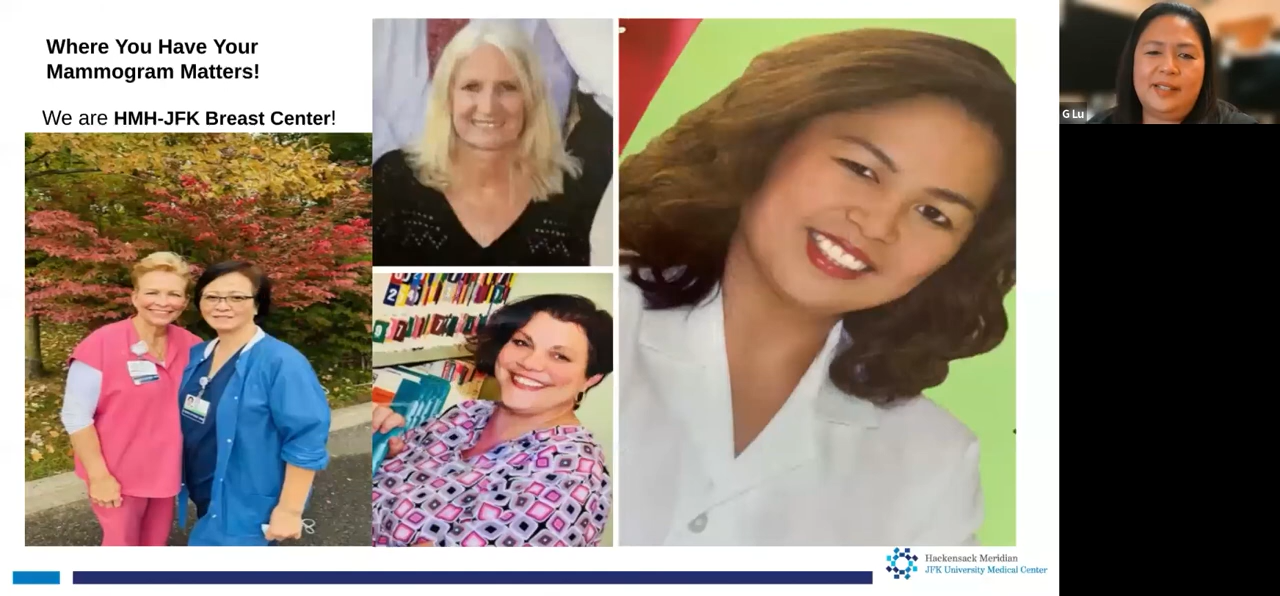 Where You Have Your
Mammogram Matters!
We are HMH-JFK Breast Center!
G Lu
Hackensack Meridian
JFK University Medical Center